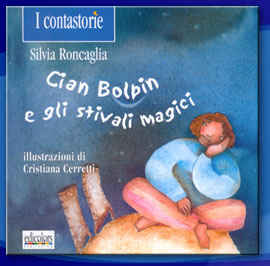 I contastorie
Silvia Roncaglia
Cian Bolpin
e gli stivali magici
illustrazioni di
Cristiana Cerretti
edicolors